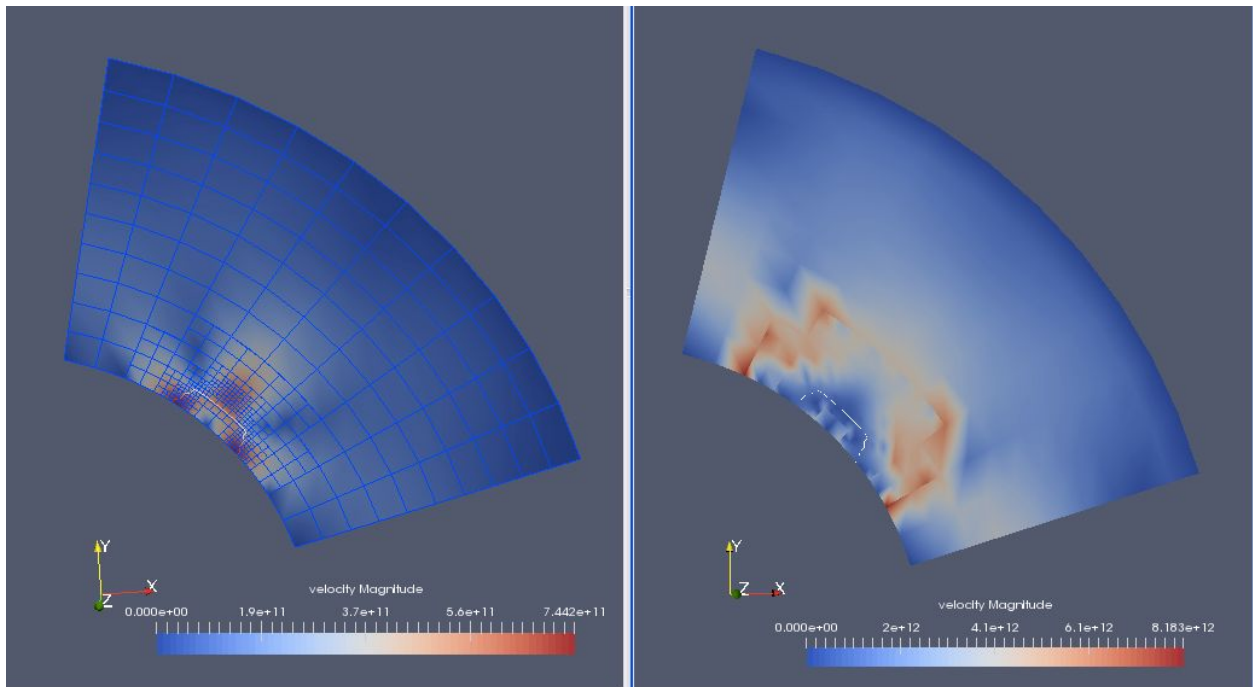 Y
X
Z
velocity Magnitude
0.000e+00 1.9e+11 3.7e+11 5.6e+11 7.442e+11
Y
Z X
velocity Magnitude
0.000e+00 2e+12 4.1e+12 6.1e+12 8.183e+12